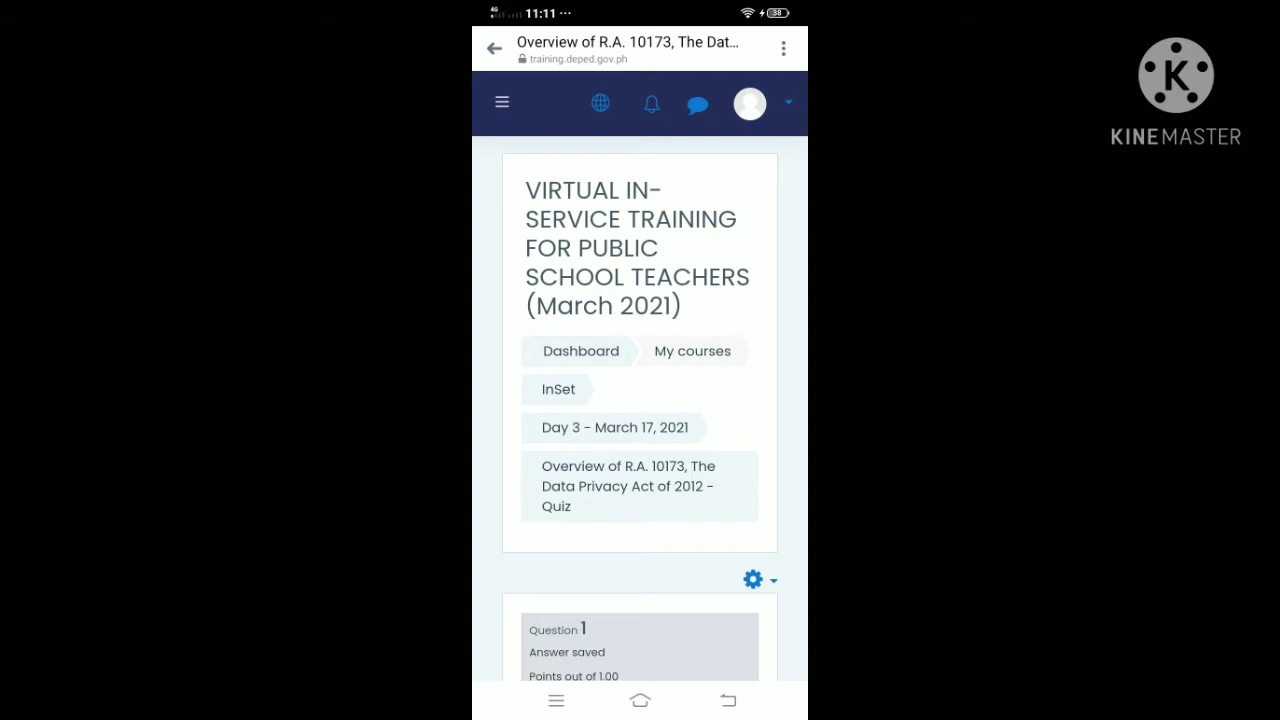 4G 11:11 ··· 38
Overview of R.A. 10173, The Dat...
training.deped.gov.ph
K
KINEMASTER
VIRTUAL IN-
SERVICE TRAINING
FOR PUBLIC
SCHOOL TEACHERS
(March 2021)
Dashboard My courses
InSet
Day 3 - March 17, 2021
Overview of R.A. 10173, The
Data Privacy Act of 2012 -
Quiz
Question 1
Answer saved
Points out of 1.00